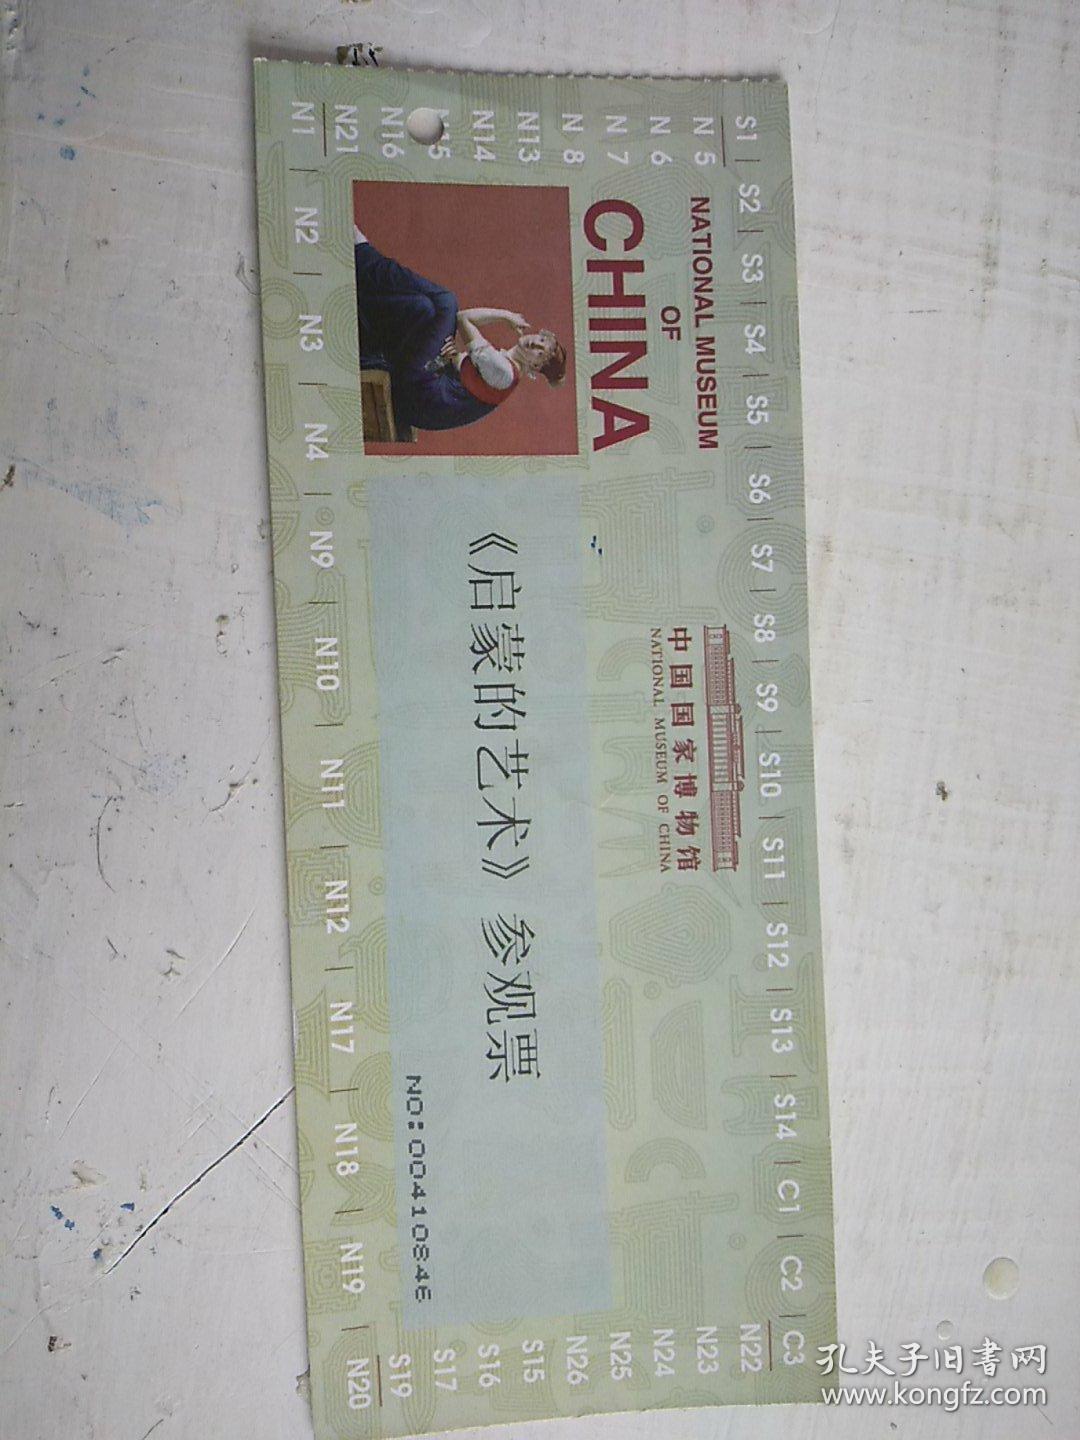 S1 | S2 | S3 | S4 | S5 | S6 | S7 | S8 | S9 | S10 | S11 | S12 | S13 | S14 | C1 | C2 | C3
N5
N6
N7
N8
N13
N14
N15
N16
N21
NATIONAL MUSEUM
OF
CHINA
中国国家博物馆
NATIONAL MUSEUM OF CHINA
《启蒙的艺术》参观票
NO:00410846
N22
N23
N24
N25
N26
S15
S16
S17
S19
N1 | N2 | N3 | N4 | N9 | N10 | N11 | N12 | N17 | N18 | N19 | N20
孔夫子旧书网
www.kongfz.com